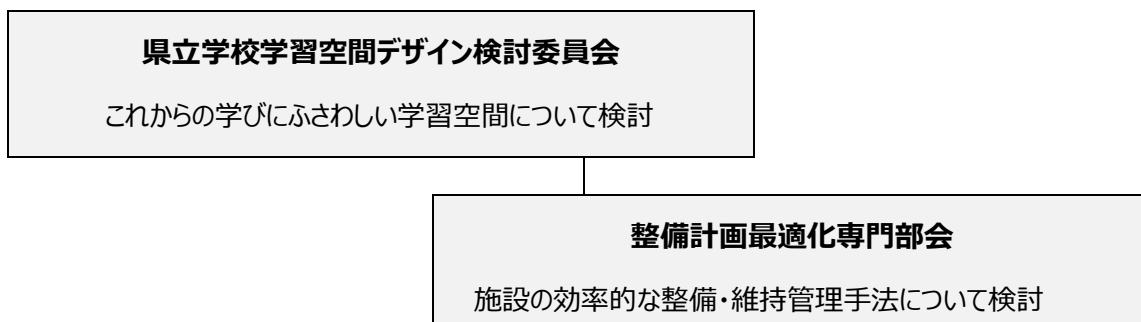 県立学校学習空間デザイン検討委員会
これからの学びにふさわしい学習空間について検討
整備計画最適化専門部会
施設の効率的な整備・維持管理手法について検討